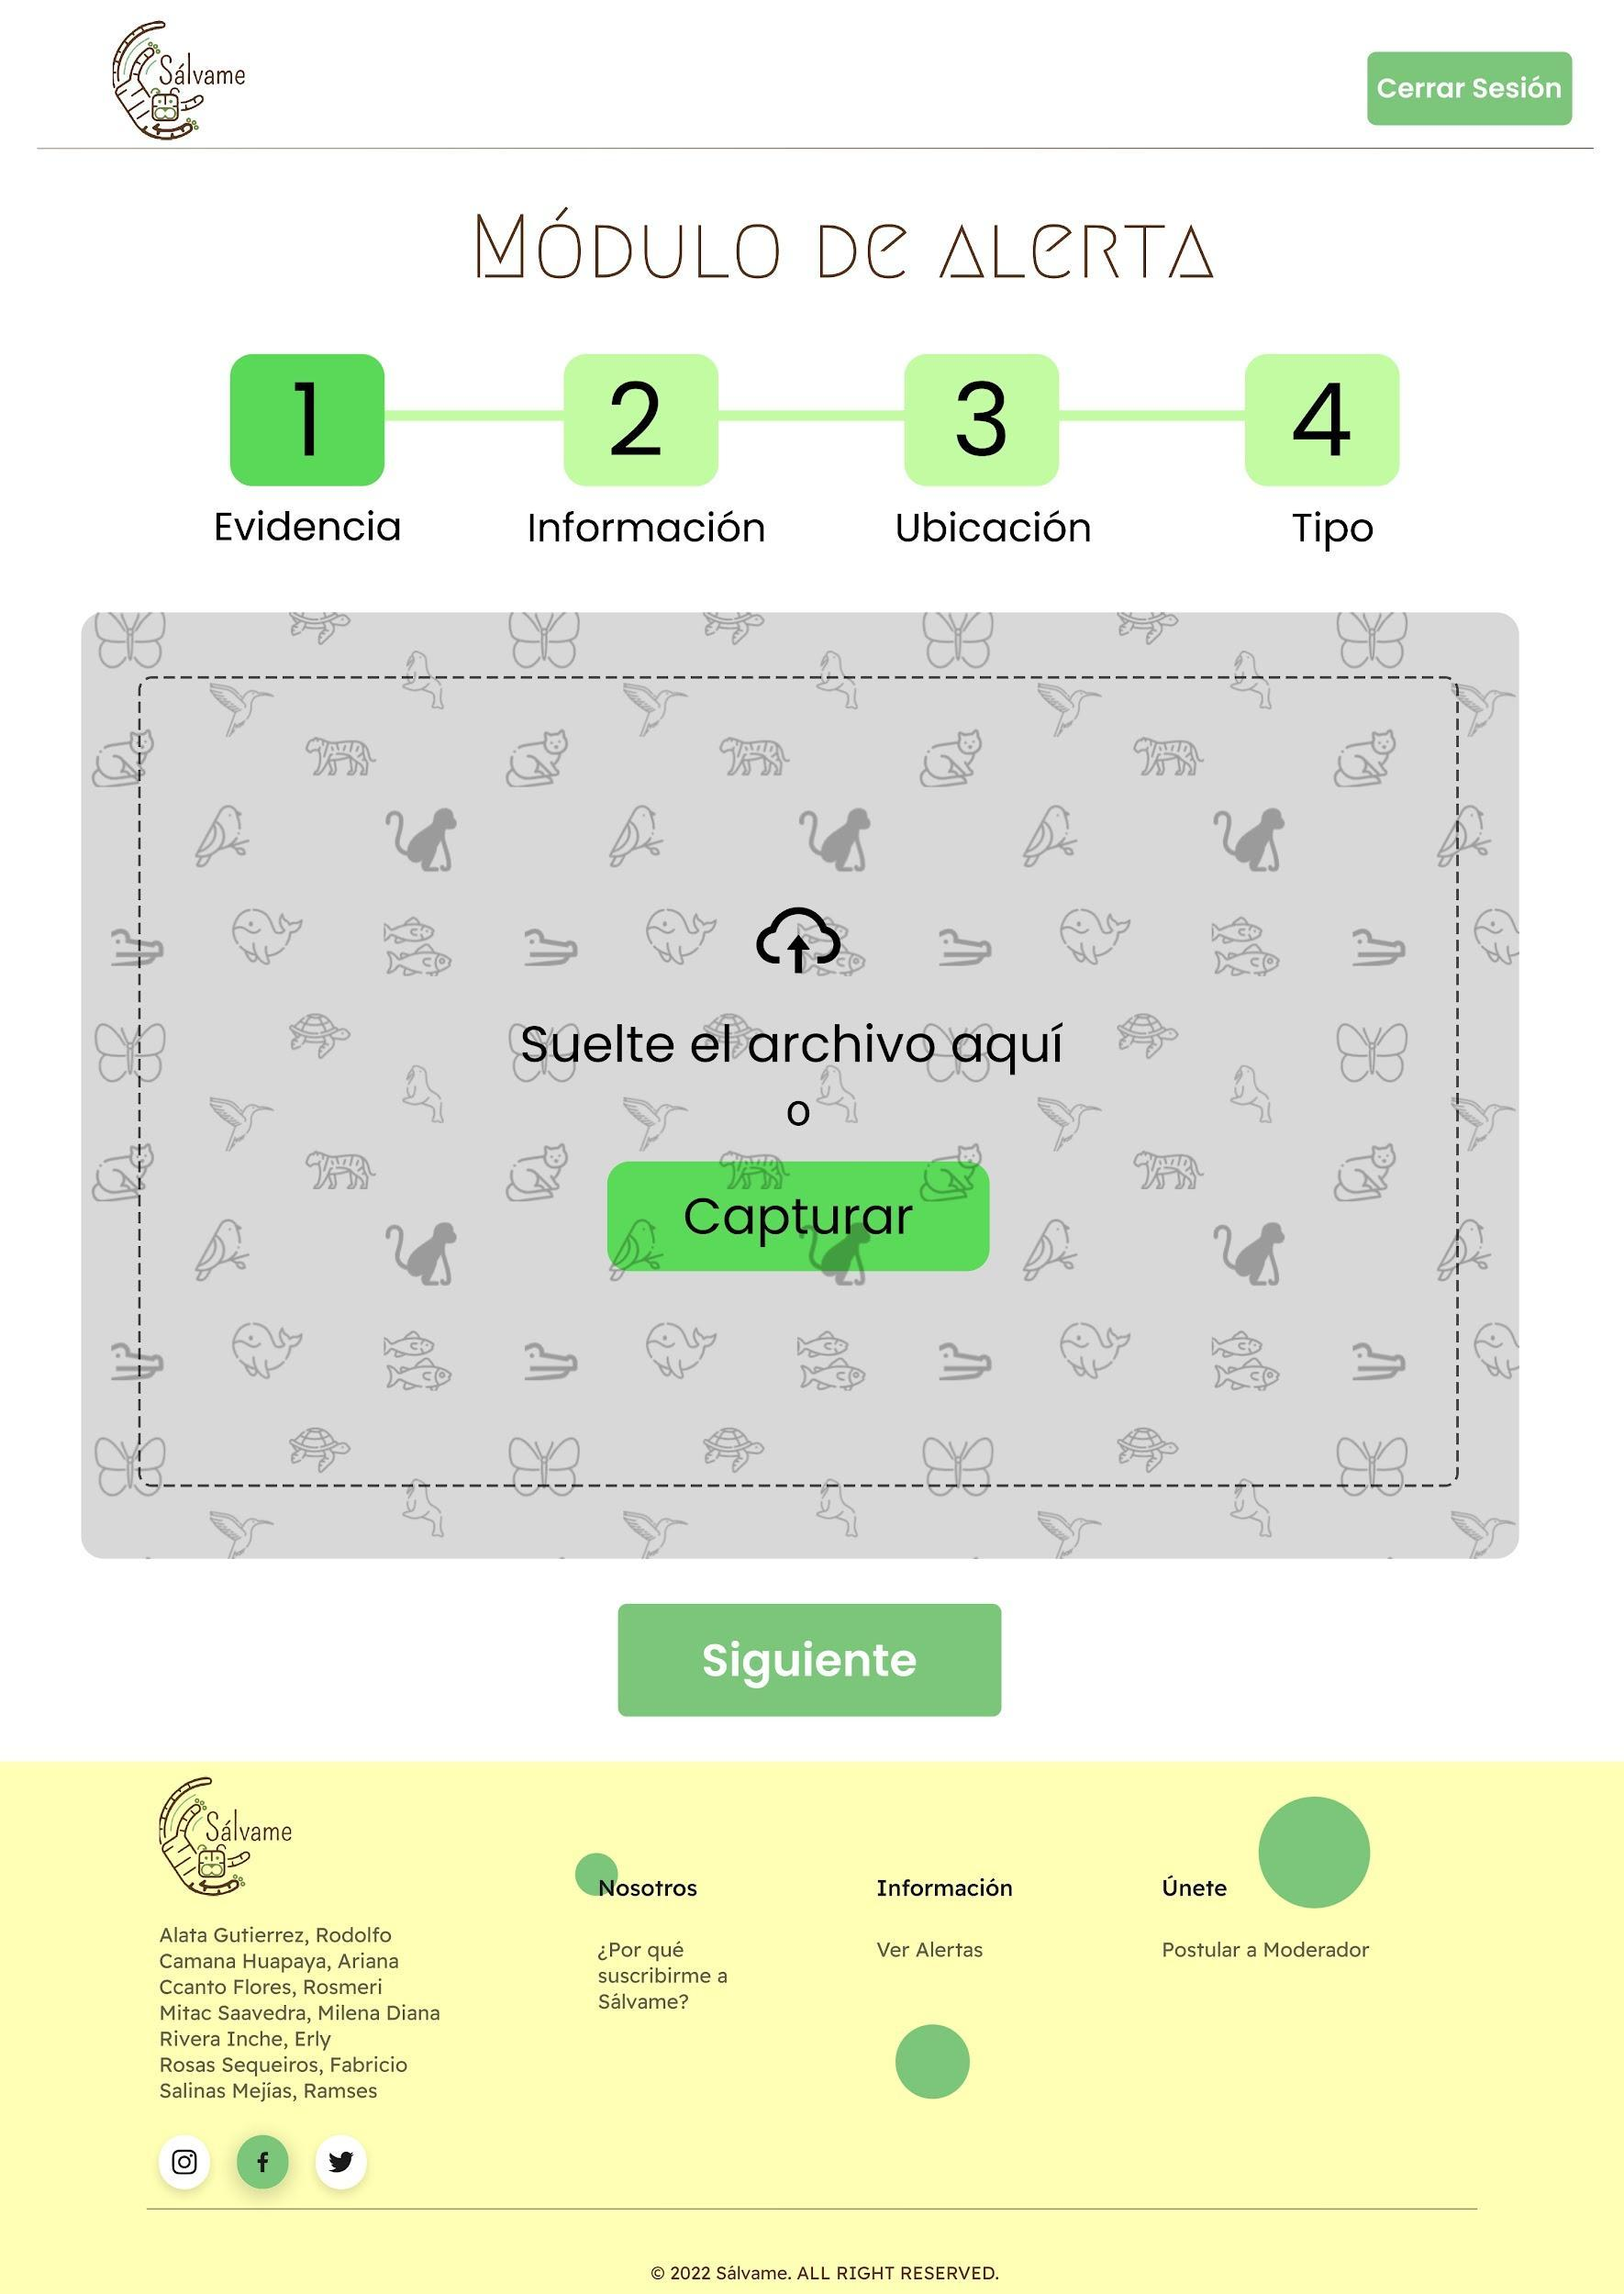 Sálvame
Cerrar Sesión
Módulo de alerta
1
2
3
4
Evidencia
Información
Ubicación
Tipo
Suelte el archivo aquí
o
Capturar
Siguiente
Sálvame
Alata Gutierrez, Rodolfo
Camana Huapaya, Ariana
Ccanto Flores, Rosmeri
Mitac Saavedra, Milena Diana
Rivera Inche, Erly
Rosas Sequeiros, Fabricio
Salinas Mejías, Ramses
Nosotros
¿Por qué
suscribirme a
Sálvame?
Información
Ver Alertas
Únete
Postular a Moderador
© 2022 Sálvame. ALL RIGHT RESERVED.